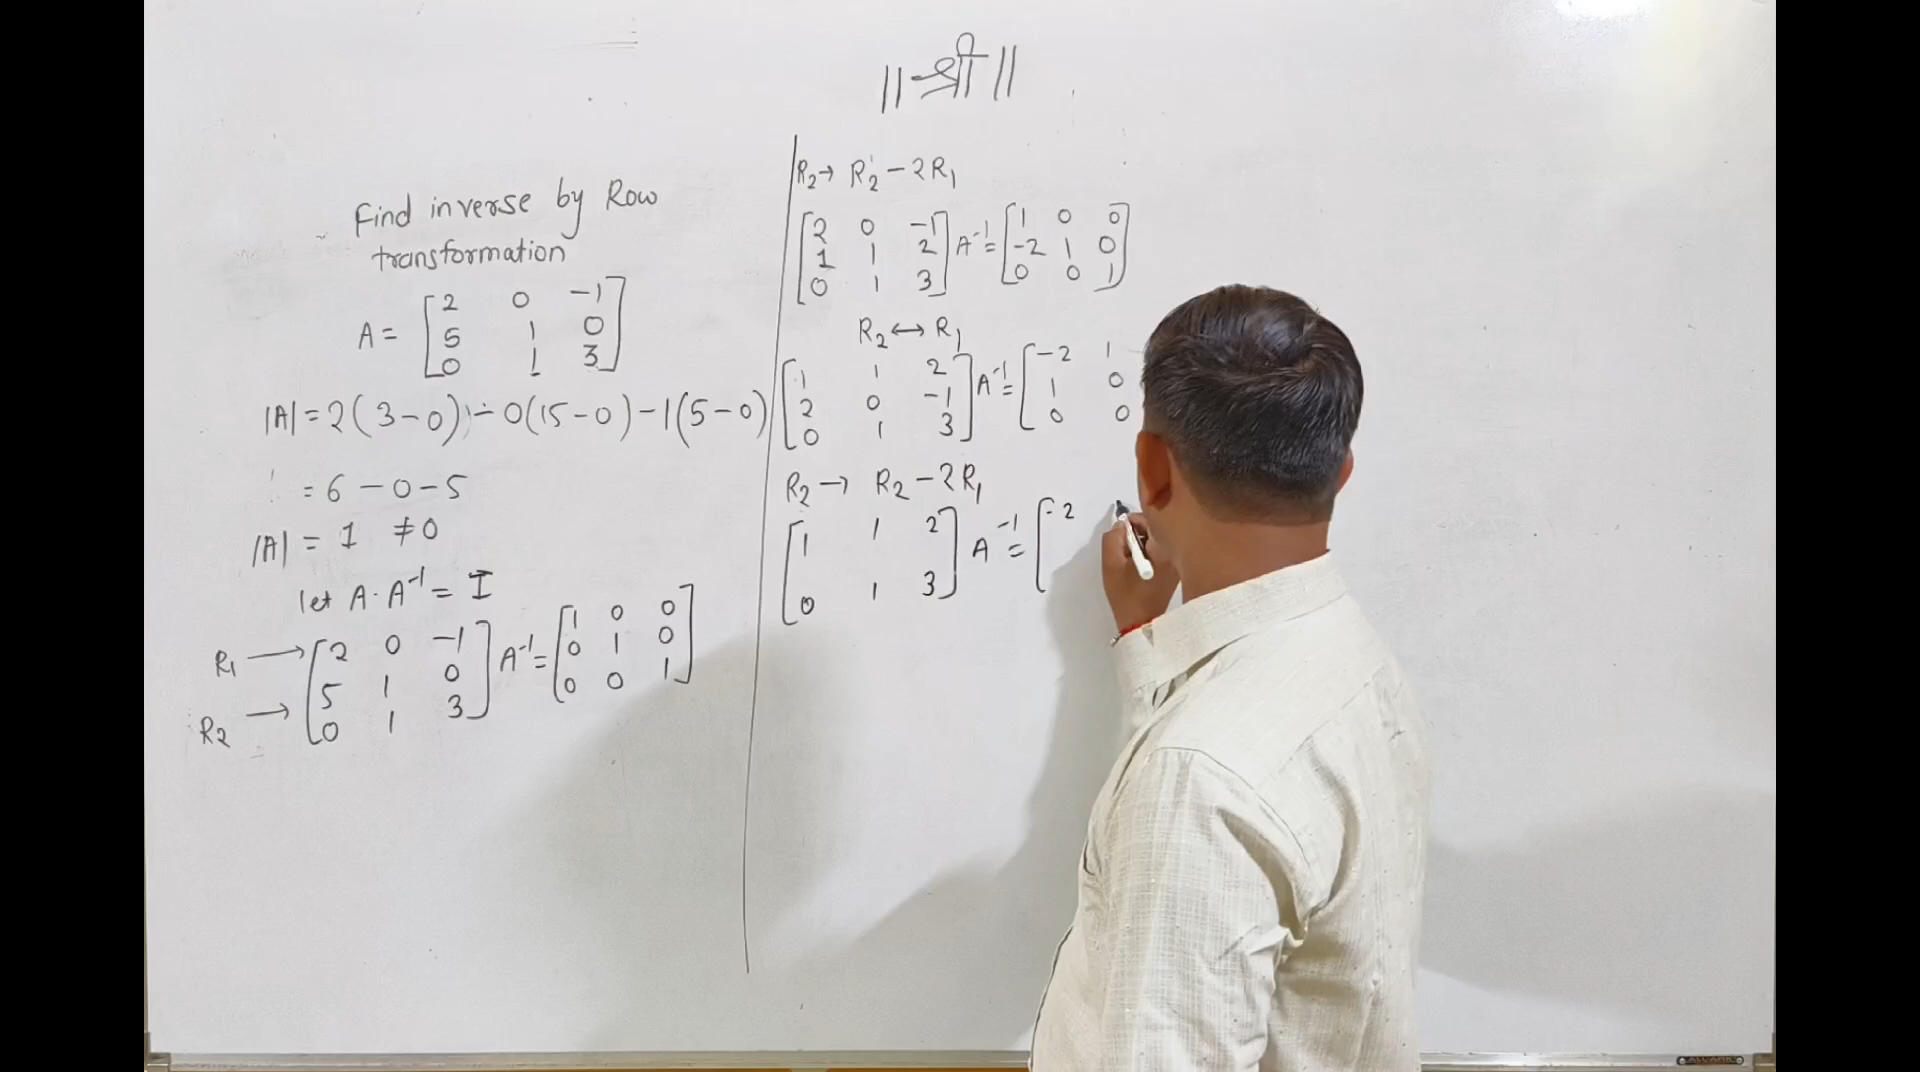 ॥ श्री ॥
Find inverse by Row
transformation
A = [2 0 -1
5 1 0
0 1 3]
|A| = 2(3-0) - 0(15-0) - 1(5-0)
= 6 - 0 - 5
|A| = 1 ≠ 0
let A·A⁻¹ = I
R₁ → [2 0 -1 A⁻¹ = [1 0 0
5 1 0 0 1 0
R₂ → 0 1 3] 0 0 1]
R₂ → R₂ - 2R₁
[2 0 -1 A⁻¹ = [1 0 0
1 1 2 -2 1 0
0 1 3] 0 0 1]
R₂ ↔ R₁
[1 1 2 A⁻¹ = [-2 1
2 0 -1 1 0
0 1 3] 0 0
R₂ → R₂ - 2R₁
[1 1 2 A⁻¹ = [-2
0 1 3]